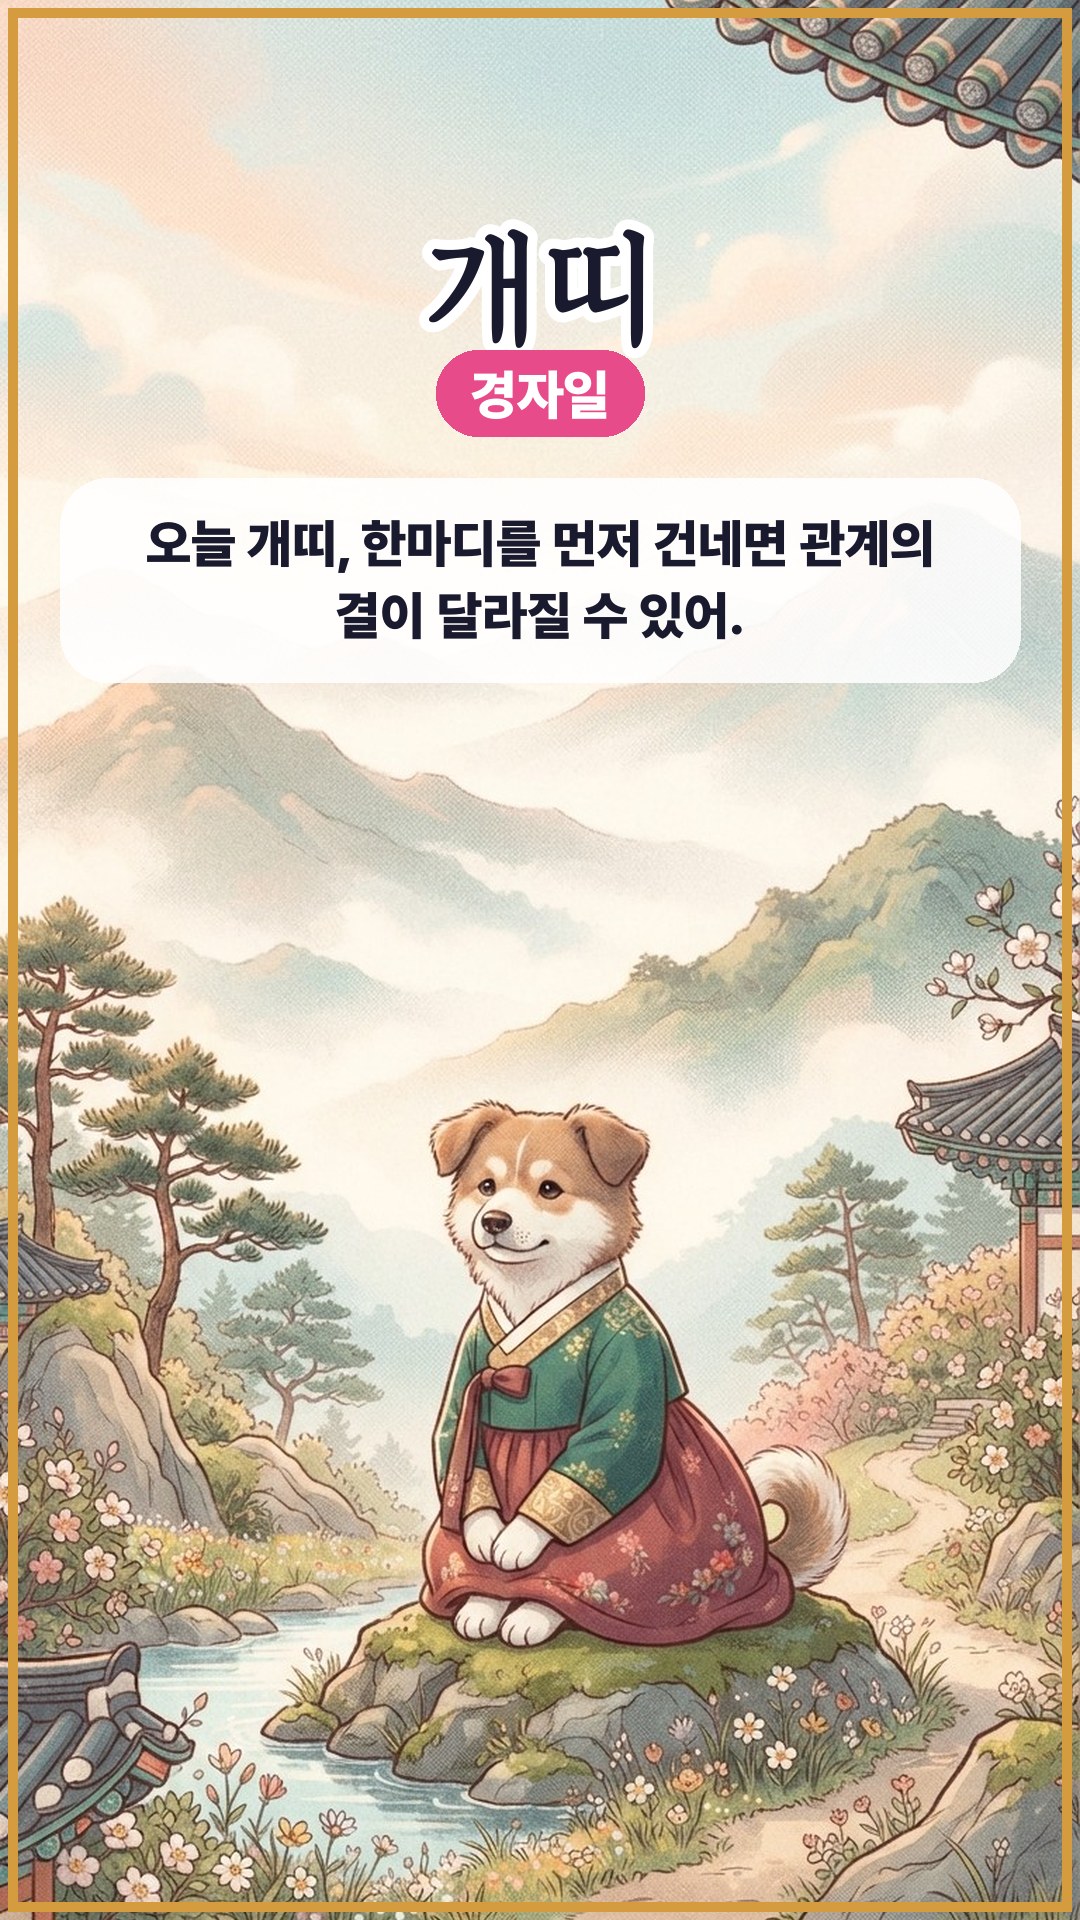 개띠
경자일
오늘 개띠, 한마디를 먼저 건네면 관계의
결이 달라질 수 있어.